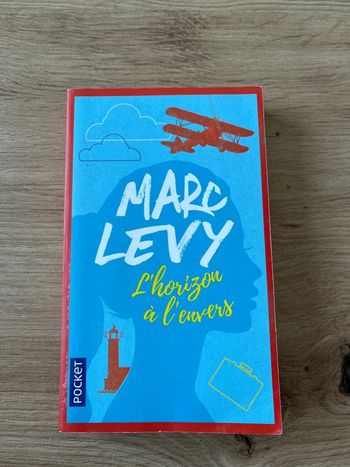 MARC
LEVY
L'horizon
à l'envers
POCKET